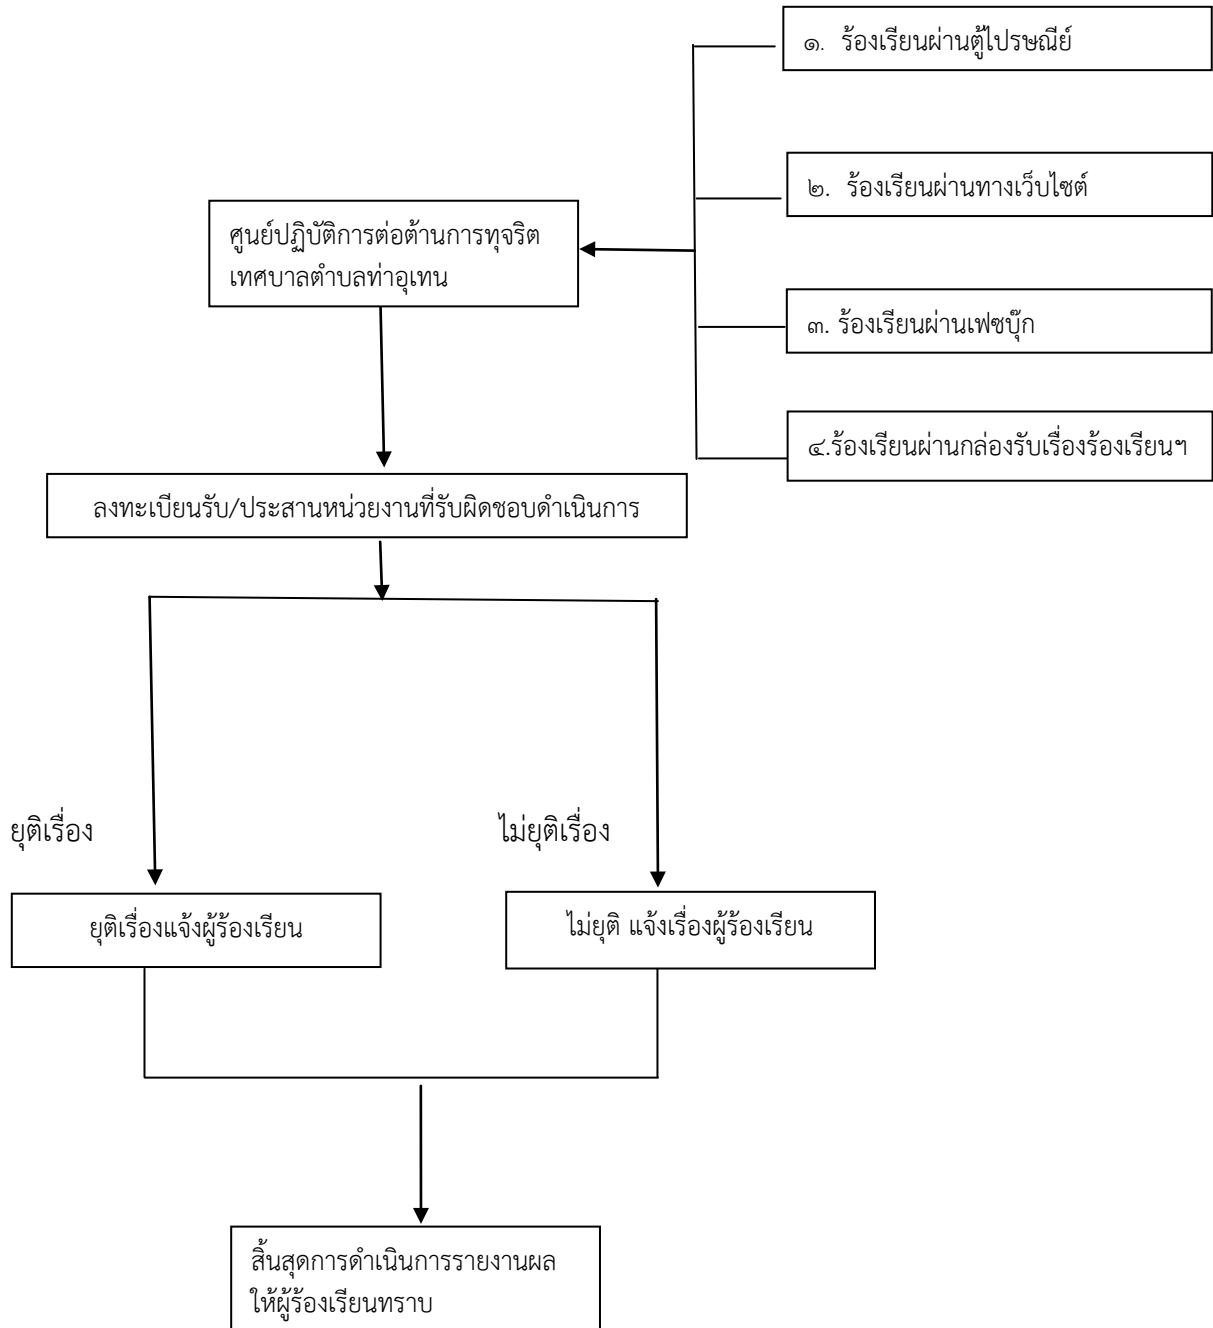 ๑. ร้องเรียนผ่านตู้ไปรษณีย์
๒. ร้องเรียนผ่านทางเว็บไซต์
ศูนย์ปฏิบัติการต่อต้านการทุจริต
เทศบาลตำบลท่าอุเทน
๓. ร้องเรียนผ่านเฟซบุ๊ก
๔.ร้องเรียนผ่านกล่องรับเรื่องร้องเรียนฯ
ลงทะเบียนรับ/ประสานหน่วยงานที่รับผิดชอบดำเนินการ
ยุติเรื่อง
ไม่ยุติเรื่อง
ยุติเรื่องแจ้งผู้ร้องเรียน
ไม่ยุติ แจ้งเรื่องผู้ร้องเรียน
สิ้นสุดการดำเนินการรายงานผล
ให้ผู้ร้องเรียนทราบ